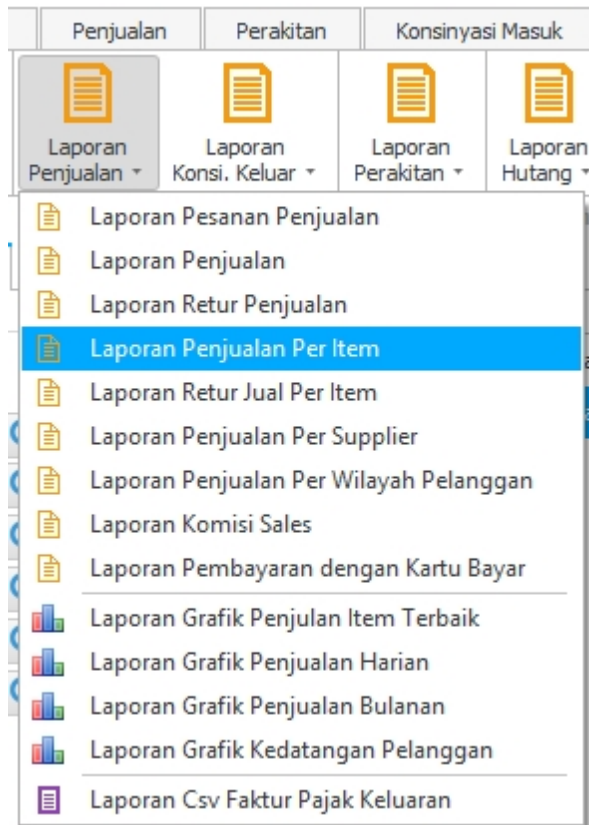 Penjualan Perakitan Konsinyasi Masuk
Laporan Laporan Laporan Laporan
Penjualan Konsi. Keluar Perakitan Hutang
Laporan Pesanan Penjualan
Laporan Penjualan
Laporan Retur Penjualan
Laporan Penjualan Per Item
Laporan Retur Jual Per Item
Laporan Penjualan Per Supplier
Laporan Penjualan Per Wilayah Pelanggan
Laporan Komisi Sales
Laporan Pembayaran dengan Kartu Bayar
Laporan Grafik Penjulan Item Terbaik
Laporan Grafik Penjualan Harian
Laporan Grafik Penjualan Bulanan
Laporan Grafik Kedatangan Pelanggan
Laporan Csv Faktur Pajak Keluaran